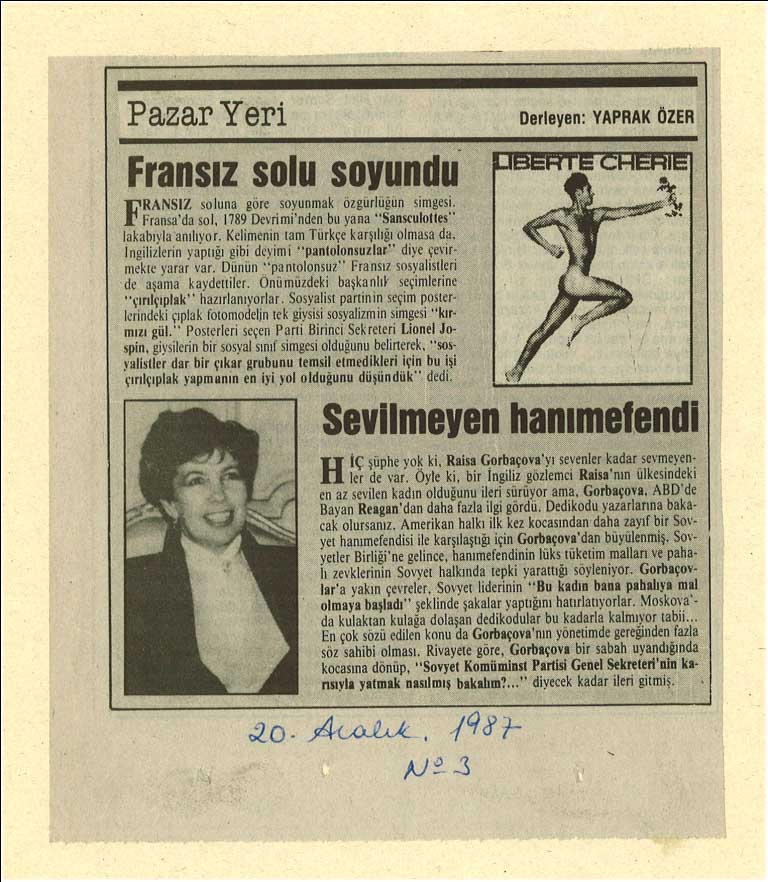 Pazar Yeri
Derleyen: YAPRAK ÖZER
Fransız solu soyundu
FRANSIZ soluna göre soyunmak özgürlüğün simgesi.
Fransa'da sol, 1789 Devrimi'nden bu yana "Sansculottes"
lakabıyla anılıyor. Kelimenin tam Türkçe karşılığı olmasa da,
İngilizlerin yaptığı gibi deyimi "pantolonsuzlar" diye çevir-
mekte yarar var. Dünün "pantolonsuz" Fransız sosyalistleri
de aşama kaydettiler. Önümüzdeki başkanlık seçimlerine
"çırılçıplak" hazırlanıyorlar. Sosyalist partinin seçim poster-
lerindeki çıplak fotomodelin tek giysisi sosyalizmin simgesi "kır-
mızı gül." Posterleri seçen Parti Birinci Sekreteri Lionel Jo-
spin, giysilerin bir sosyal sınıf simgesi olduğunu belirterek, "sos-
yalistler dar bir çıkar grubunu temsil etmedikleri için bu işi
çırılçıplak yapmanın en iyi yol olduğunu düşündük" dedi.
LIBERTE CHERIE
Sevilmeyen hanımefendi
HİÇ şüphe yok ki, Raisa Gorbaçova'yı sevenler kadar sevmeyen-
ler de var. Öyle ki, bir İngiliz gözlemci Raisa'nın ülkesindeki
en az sevilen kadın olduğunu ileri sürüyor ama, Gorbaçova, ABD'de
Bayan Reagan'dan daha fazla ilgi gördü. Dedikodu yazarlarına baka-
cak olursanız, Amerikan halkı ilk kez kocasından daha zayıf bir Sov-
yet hanımefendisi ile karşılaştığı için Gorbaçova'dan büyülenmiş. Sov-
yetler Birliği'ne gelince, hanımefendinin lüks tüketim malları ve paha-
lı zevklerinin Sovyet halkında tepki yarattığı söyleniyor. Gorbaçov-
lar'a yakın çevreler, Sovyet liderinin "Bu kadın bana pahalıya mal
olmaya başladı" şeklinde şakalar yaptığını hatırlatıyorlar. Moskova'-
da kulaktan kulağa dolaşan dedikodular bu kadarla kalmıyor tabii...
En çok sözü edilen konu da Gorbaçova'nın yönetimde gereğinden fazla
söz sahibi olması. Rivayete göre, Gorbaçova bir sabah uyandığında
kocasına dönüp, "Sovyet Komüminst Partisi Genel Sekreteri'nin ka-
rısıyla yatmak nasılmış bakalım?..." diyecek kadar ileri gitmiş.
20. Aralık. 1987
No 3